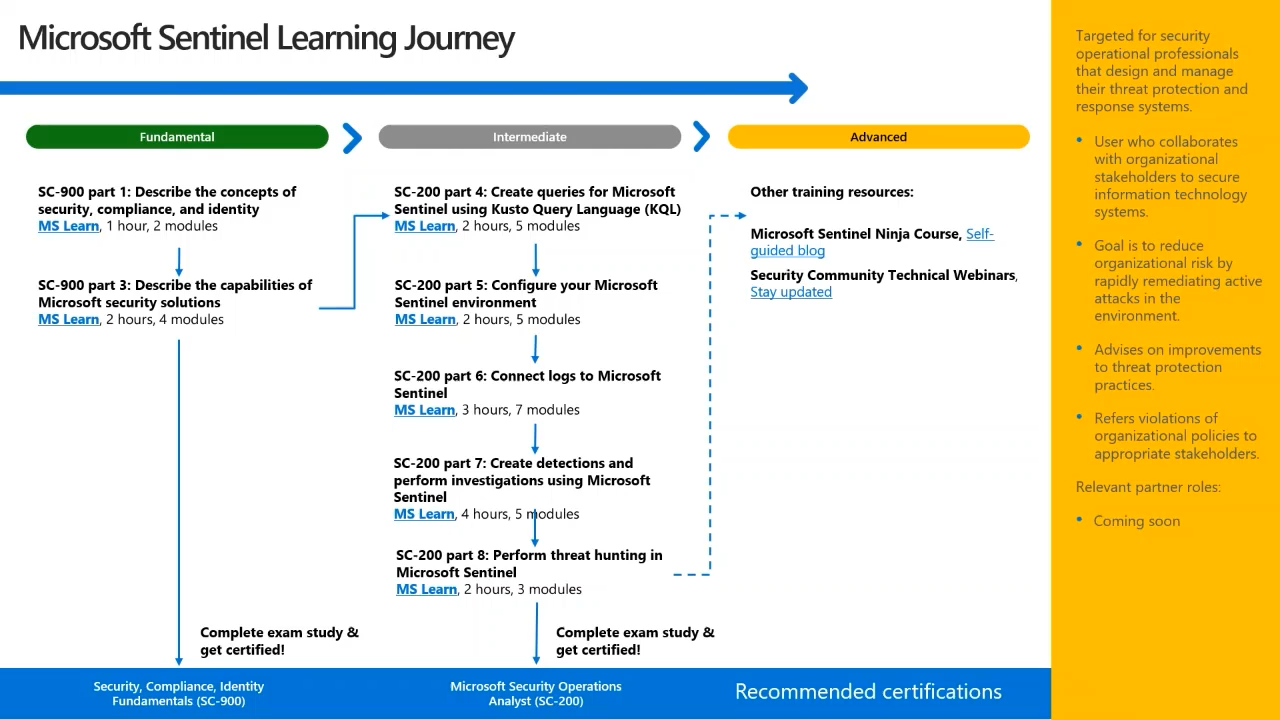 Microsoft Sentinel Learning Journey
Fundamental
Intermediate
Advanced
SC-900 part 1: Describe the concepts of
security, compliance, and identity
MS Learn, 1 hour, 2 modules
SC-900 part 3: Describe the capabilities of
Microsoft security solutions
MS Learn, 2 hours, 4 modules
Complete exam study &
get certified!
Security, Compliance, Identity
Fundamentals (SC-900)
SC-200 part 4: Create queries for Microsoft
Sentinel using Kusto Query Language (KQL)
MS Learn, 2 hours, 5 modules
SC-200 part 5: Configure your Microsoft
Sentinel environment
MS Learn, 2 hours, 5 modules
SC-200 part 6: Connect logs to Microsoft
Sentinel
MS Learn, 3 hours, 7 modules
SC-200 part 7: Create detections and
perform investigations using Microsoft
Sentinel
MS Learn, 4 hours, 5 modules
SC-200 part 8: Perform threat hunting in
Microsoft Sentinel
MS Learn, 2 hours, 3 modules
Complete exam study &
get certified!
Microsoft Security Operations
Analyst (SC-200)
Other training resources:
Microsoft Sentinel Ninja Course, Self-
guided blog
Security Community Technical Webinars,
Stay updated
Recommended certifications
Targeted for security
operational professionals
that design and manage
their threat protection and
response systems.
• User who collaborates
with organizational
stakeholders to secure
information technology
systems.
• Goal is to reduce
organizational risk by
rapidly remediating active
attacks in the
environment.
• Advises on improvements
to threat protection
practices.
• Refers violations of
organizational policies to
appropriate stakeholders.
Relevant partner roles:
• Coming soon